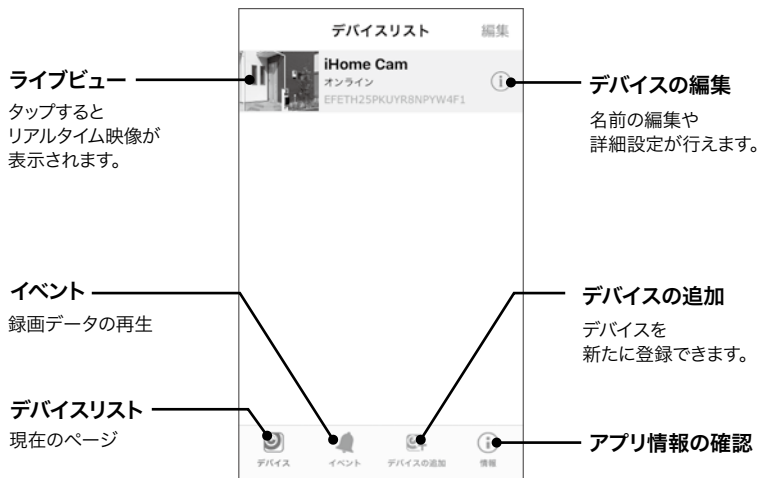 デバイスリスト
編集
iHome Cam
オンライン
EFETH25PKUYR8NPYW4F1
ライブビュー
タップすると
リアルタイム映像が
表示されます。
デバイスの編集
名前の編集や
詳細設定が行えます。
イベント
録画データの再生
デバイスの追加
デバイスを
新たに登録できます。
デバイスリスト
現在のページ
アプリ情報の確認
デバイス
イベント
デバイスの追加
情報